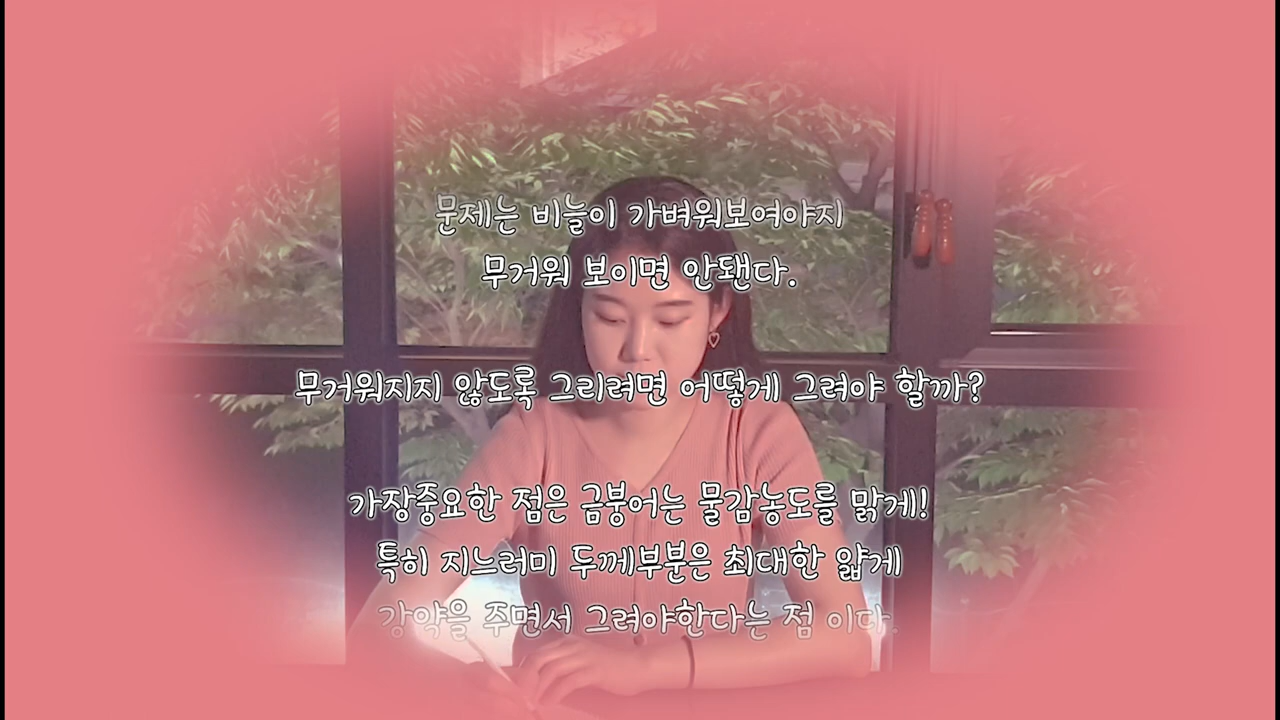 문제는 비늘이 가벼워보여야지
무거워 보이면 안됀다.
무거워지지 않도록 그리려면 어떻게 그려야 할까?
가장중요한 점은 금붕어는 물감농도를 맑게!
특히 지느러미 두께부분은 최대한 얇게
강약을 주면서 그려야한다는 점 이다.